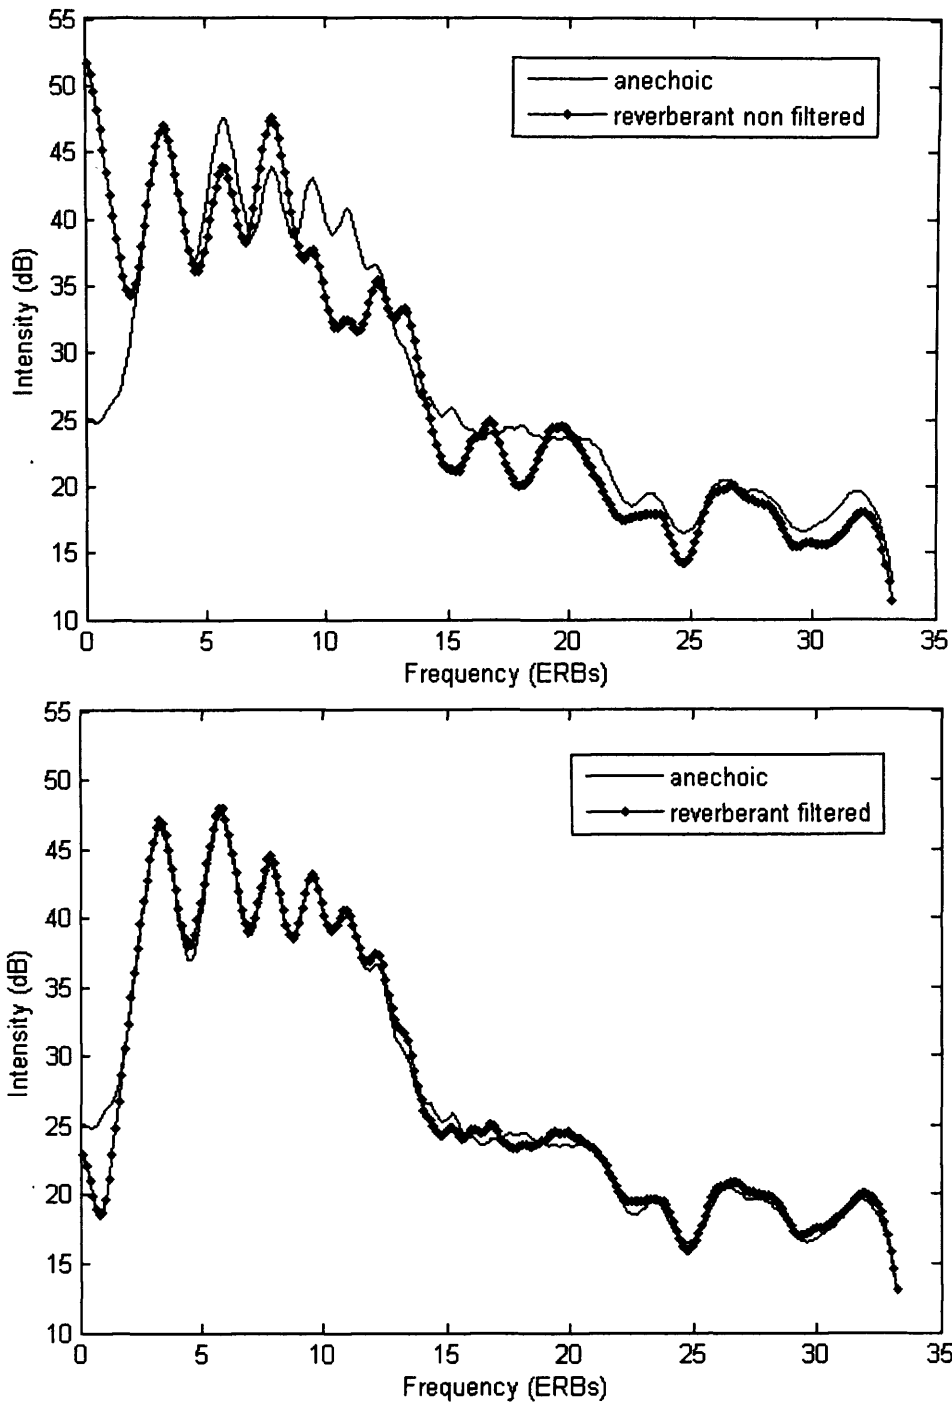 55
50
45
40
35
30
25
20
15
10
Intensity (dB)
anechoic
reverberant non filtered
0 5 10 15 20 25 30 35
Frequency (ERBs)
55
50
45
40
35
30
25
20
15
10
Intensity (dB)
anechoic
reverberant filtered
0 5 10 15 20 25 30 35
Frequency (ERBs)